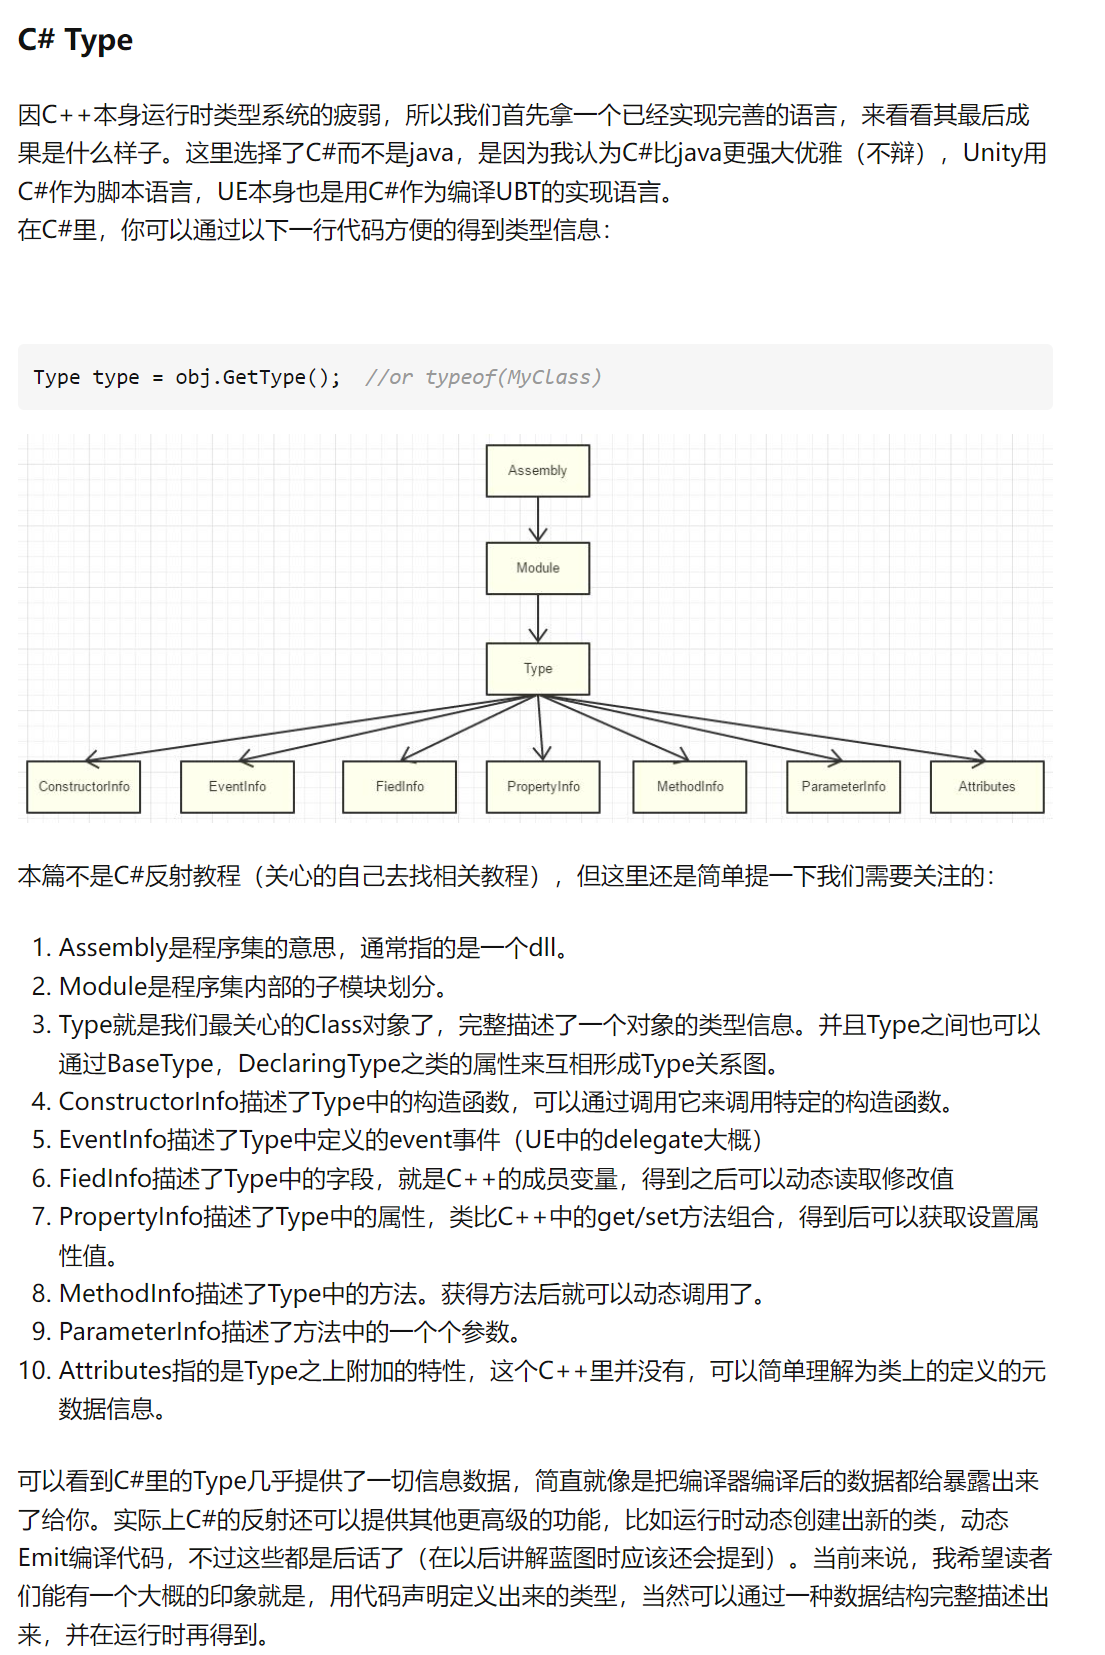 C# Type
因C++本身运行时类型系统的疲弱，所以我们首先拿一个已经实现完善的语言，来看看其最后成
果是什么样子。这里选择了C#而不是java，是因为我认为C#比java更强大优雅（不辩），Unity用
C#作为脚本语言，UE本身也是用C#作为编译UBT的实现语言。
在C#里，你可以通过以下一行代码方便的得到类型信息：
Type type = obj.GetType();  //or typeof(MyClass)
Assembly
Module
Type
ConstructorInfo EventInfo FiedInfo PropertyInfo MethodInfo ParameterInfo Attributes
本篇不是C#反射教程（关心的自己去找相关教程），但这里还是简单提一下我们需要关注的：
1. Assembly是程序集的意思，通常指的是一个dll。
2. Module是程序集内部的子模块划分。
3. Type就是我们最关心的Class对象了，完整描述了一个对象的类型信息。并且Type之间也可以
通过BaseType，DeclaringType之类的属性来互相形成Type关系图。
4. ConstructorInfo描述了Type中的构造函数，可以通过调用它来调用特定的构造函数。
5. EventInfo描述了Type中定义的event事件（UE中的delegate大概）
6. FiedInfo描述了Type中的字段，就是C++的成员变量，得到之后可以动态读取修改值
7. PropertyInfo描述了Type中的属性，类比C++中的get/set方法组合，得到后可以获取设置属
性值。
8. MethodInfo描述了Type中的方法。获得方法后就可以动态调用了。
9. ParameterInfo描述了方法中的一个个参数。
10. Attributes指的是Type之上附加的特性，这个C++里并没有，可以简单理解为类上的定义的元
数据信息。
可以看到C#里的Type几乎提供了一切信息数据，简直就像是把编译器编译后的数据都给暴露出来
了给你。实际上C#的反射还可以提供其他更高级的功能，比如运行时动态创建出新的类，动态
Emit编译代码，不过这些都是后话了（在以后讲解蓝图时应该还会提到）。当前来说，我希望读者
们能有一个大概的印象就是，用代码声明定义出来的类型，当然可以通过一种数据结构完整描述出
来，并在运行时再得到。